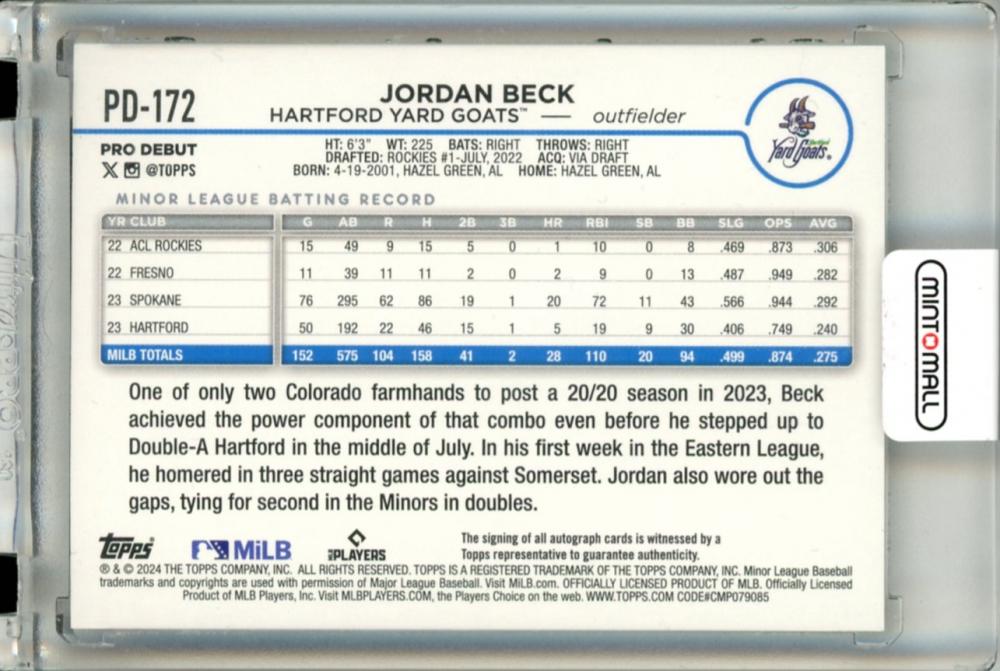 PD-172
JORDAN BECK
HARTFORD YARD GOATS™ — outfielder
Hartford
Yard Goats®
PRO DEBUT
X @TOPPS
HT: 6'3" WT: 225 BATS: RIGHT THROWS: RIGHT
DRAFTED: ROCKIES #1-JULY, 2022 ACQ: VIA DRAFT
BORN: 4-19-2001, HAZEL GREEN, AL HOME: HAZEL GREEN, AL
MINOR LEAGUE BATTING RECORD
YR CLUB G AB R H 2B 3B HR RBI SB BB SLG OPS AVG
22 ACL ROCKIES 15 49 9 15 5 0 1 10 0 8 .469 .873 .306
22 FRESNO 11 39 11 11 2 0 2 9 0 13 .487 .949 .282
23 SPOKANE 76 295 62 86 19 1 20 72 11 43 .566 .944 .292
23 HARTFORD 50 192 22 46 15 1 5 19 9 30 .406 .749 .240
MILB TOTALS 152 575 104 158 41 2 28 110 20 94 .499 .874 .275
One of only two Colorado farmhands to post a 20/20 season in 2023, Beck
achieved the power component of that combo even before he stepped up to
Double-A Hartford in the middle of July. In his first week in the Eastern League,
he homered in three straight games against Somerset. Jordan also wore out the
gaps, tying for second in the Minors in doubles.
Topps
MiLB
MLB PLAYERS
The signing of all autograph cards is witnessed by a
Topps representative to guarantee authenticity.
® & © 2024 THE TOPPS COMPANY, INC. ALL RIGHTS RESERVED. TOPPS IS A REGISTERED TRADEMARK OF THE TOPPS COMPANY, INC. Minor League Baseball
trademarks and copyrights are used with permission of Major League Baseball. Visit MiLB.com. OFFICIALLY LICENSED PRODUCT OF MLB. Officially Licensed
Product of MLB Players, Inc. Visit MLBPLAYERS.COM, the Players Choice on the web. WWW.TOPPS.COM CODE#CMP079085
MINTOMALL